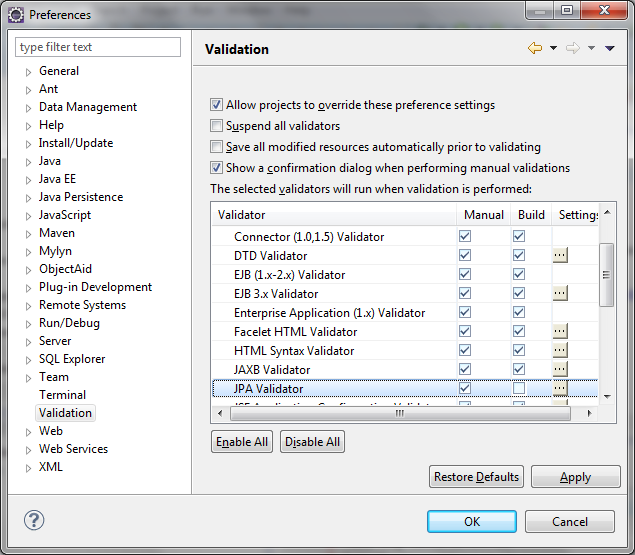 Preferences
type filter text
Validation
General
Ant
Data Management
Help
Install/Update
Java
Java EE
Java Persistence
JavaScript
Maven
Mylyn
ObjectAid
Plug-in Development
Remote Systems
Run/Debug
Server
SQL Explorer
Team
Terminal
Validation
Web
Web Services
XML
Allow projects to override these preference settings
Suspend all validators
Save all modified resources automatically prior to validating
Show a confirmation dialog when performing manual validations
The selected validators will run when validation is performed:
Validator Manual Build Settings
Connector (1.0,1.5) Validator
DTD Validator ...
EJB (1.x-2.x) Validator
EJB 3.x Validator ...
Enterprise Application (1.x) Validator
Facelet HTML Validator ...
HTML Syntax Validator ...
JAXB Validator ...
JPA Validator ...
JSF Application Configuration Validator
Enable All Disable All
Restore Defaults Apply
? OK Cancel